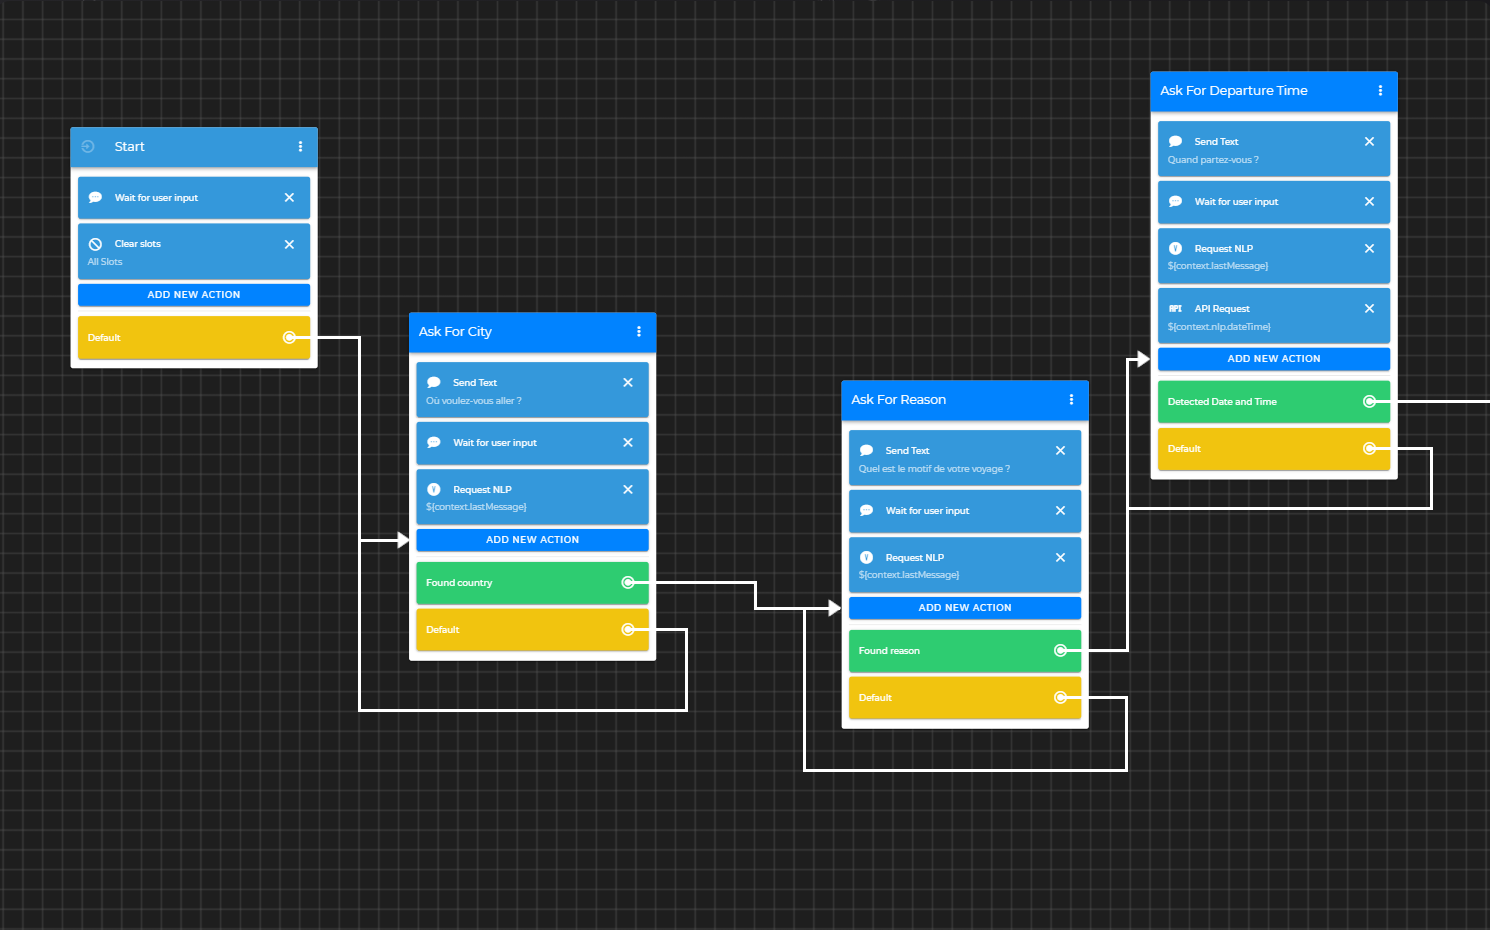 Start
Wait for user input
Clear slots
All Slots
ADD NEW ACTION
Default
Ask For City
Send Text
Où voulez-vous aller ?
Wait for user input
Request NLP
${context.lastMessage}
ADD NEW ACTION
Found country
Default
Ask For Reason
Send Text
Quel est le motif de votre voyage ?
Wait for user input
Request NLP
${context.lastMessage}
ADD NEW ACTION
Found reason
Default
Ask For Departure Time
Send Text
Quand partez-vous ?
Wait for user input
Request NLP
${context.lastMessage}
API
API Request
${context.nlp.dateTime}
ADD NEW ACTION
Detected Date and Time
Default